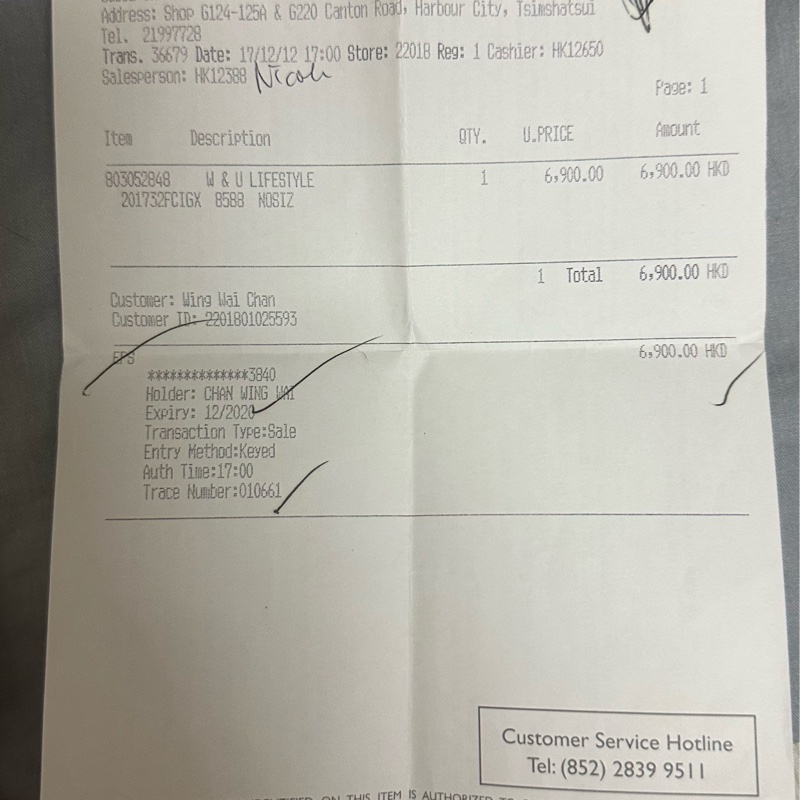 Address: Shop G124-125A & G220 Canton Road, Harbour City, Tsimshatsui
Tel. 21997728
Trans. 36679 Date: 17/12/12 17:00 Store: 22018 Reg: 1 Cashier: HK12650
Salesperson: HK12388 Nicole
Page: 1
Item Description QTY. U.PRICE Amount
803052848 W & U LIFESTYLE 1 6,900.00 6,900.00 HKD
201732FCIGX 8588 NOSIZ
1 Total 6,900.00 HKD
Customer: Wing Wai Chan
Customer ID: 2201801025593
EPS 6,900.00 HKD
**************3840
Holder: CHAN WING WAI
Expiry: 12/2020
Transaction Type:Sale
Entry Method:Keyed
Auth Time:17:00
Trace Number:010661
Customer Service Hotline
Tel: (852) 2839 9511
ON THIS ITEM IS AUTHORIZED